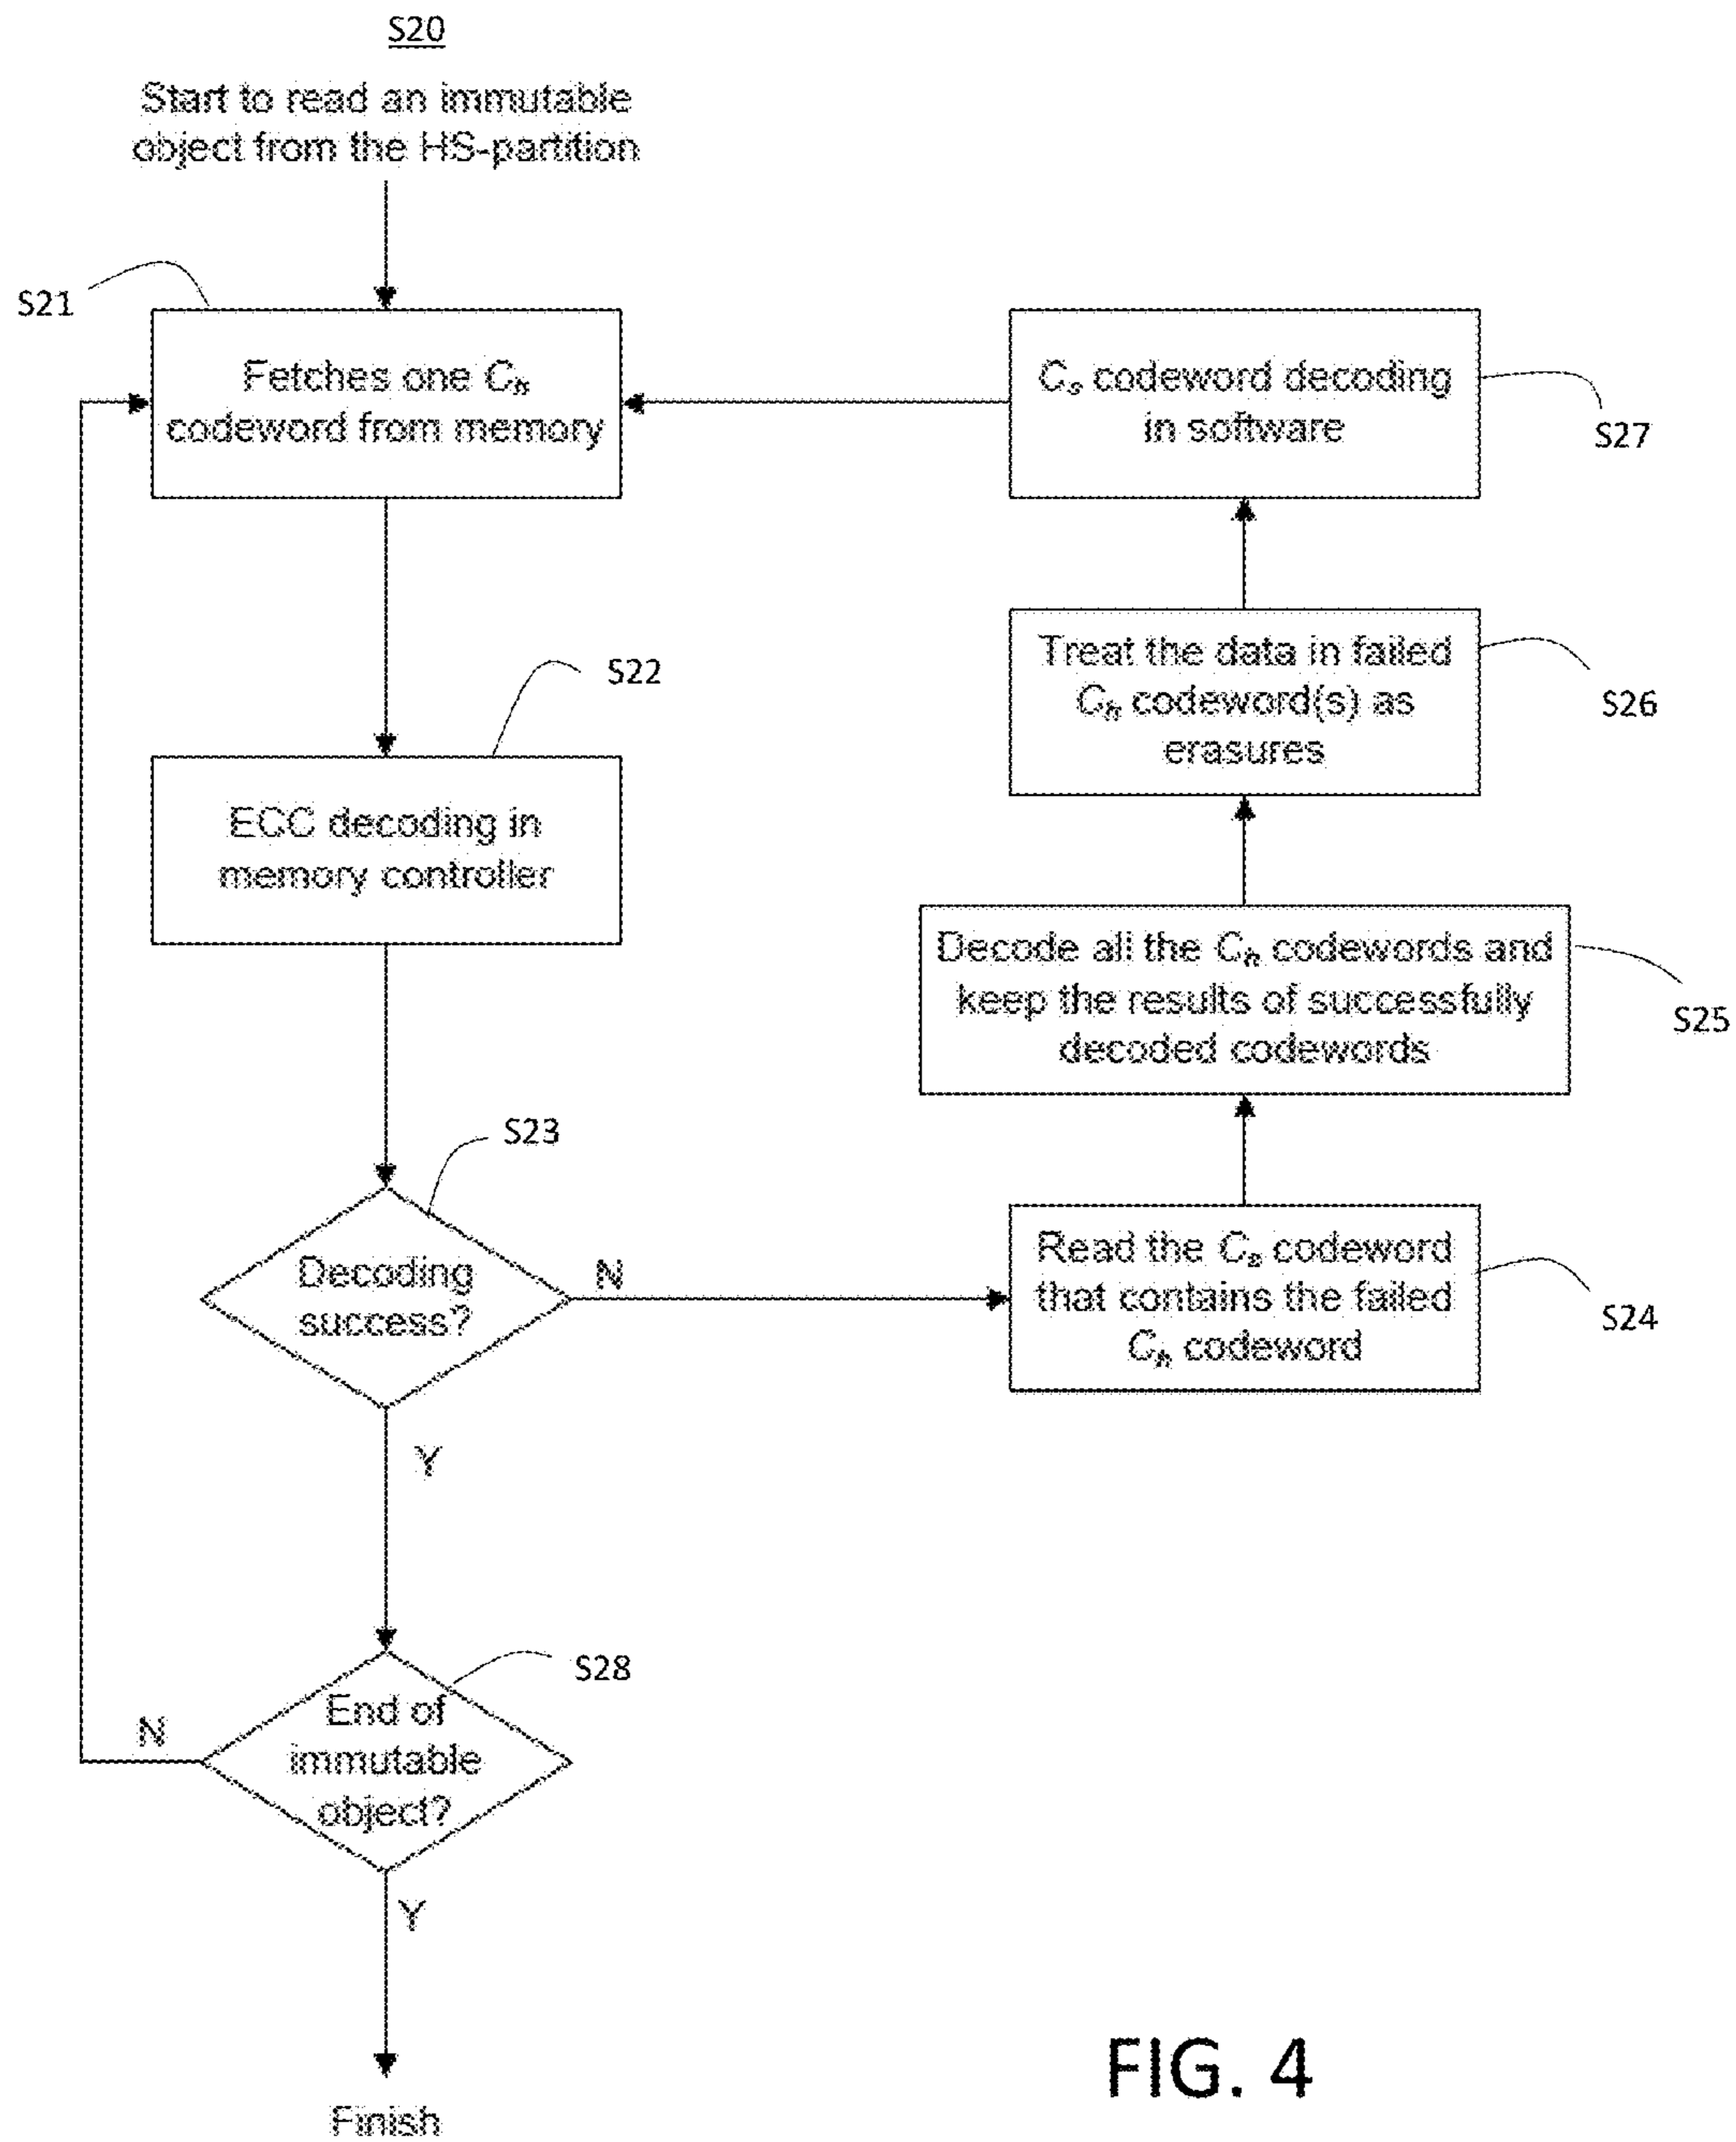 S20
Start to read an immutable
object from the HS-partition
S21
Fetches one Ch
codeword from memory
S22
ECC decoding in
memory controller
S23
Decoding
success?
N
Y
S24
Read the Cs codeword
that contains the failed
Ch codeword
S25
Decode all the Ch codewords and
keep the results of successfully
decoded codewords
S26
Treat the data in failed
Ch codeword(s) as
erasures
S27
Cs codeword decoding
in software
S28
End of
immutable
object?
N
Y
Finish
FIG. 4